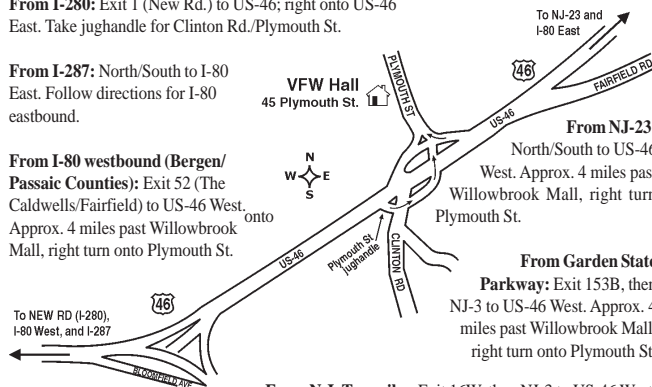 From I-280: Exit 1 (New Rd.) to US-46; right onto US-46
East. Take jughandle for Clinton Rd./Plymouth St.
From I-287: North/South to I-80
East. Follow directions for I-80
eastbound.
From I-80 westbound (Bergen/
Passaic Counties): Exit 52 (The
Caldwells/Fairfield) to US-46 West.
onto
Approx. 4 miles past Willowbrook
Mall, right turn onto Plymouth St.
To NJ-23 and
I-80 East
46
FAIRFIELD RD
PLYMOUTH ST
VFW Hall
45 Plymouth St.
US-46
N
W E
S
From NJ-23
North/South to US-46
West. Approx. 4 miles pas
Willowbrook Mall, right turn
Plymouth St.
US-46
Plymouth St
jughandle
CLINTON RD
From Garden State
Parkway: Exit 153B, then
NJ-3 to US-46 West. Approx. 4
miles past Willowbrook Mall
right turn onto Plymouth St
46
To NEW RD (I-280),
I-80 West, and I-287
BLOOMFIELD AVE